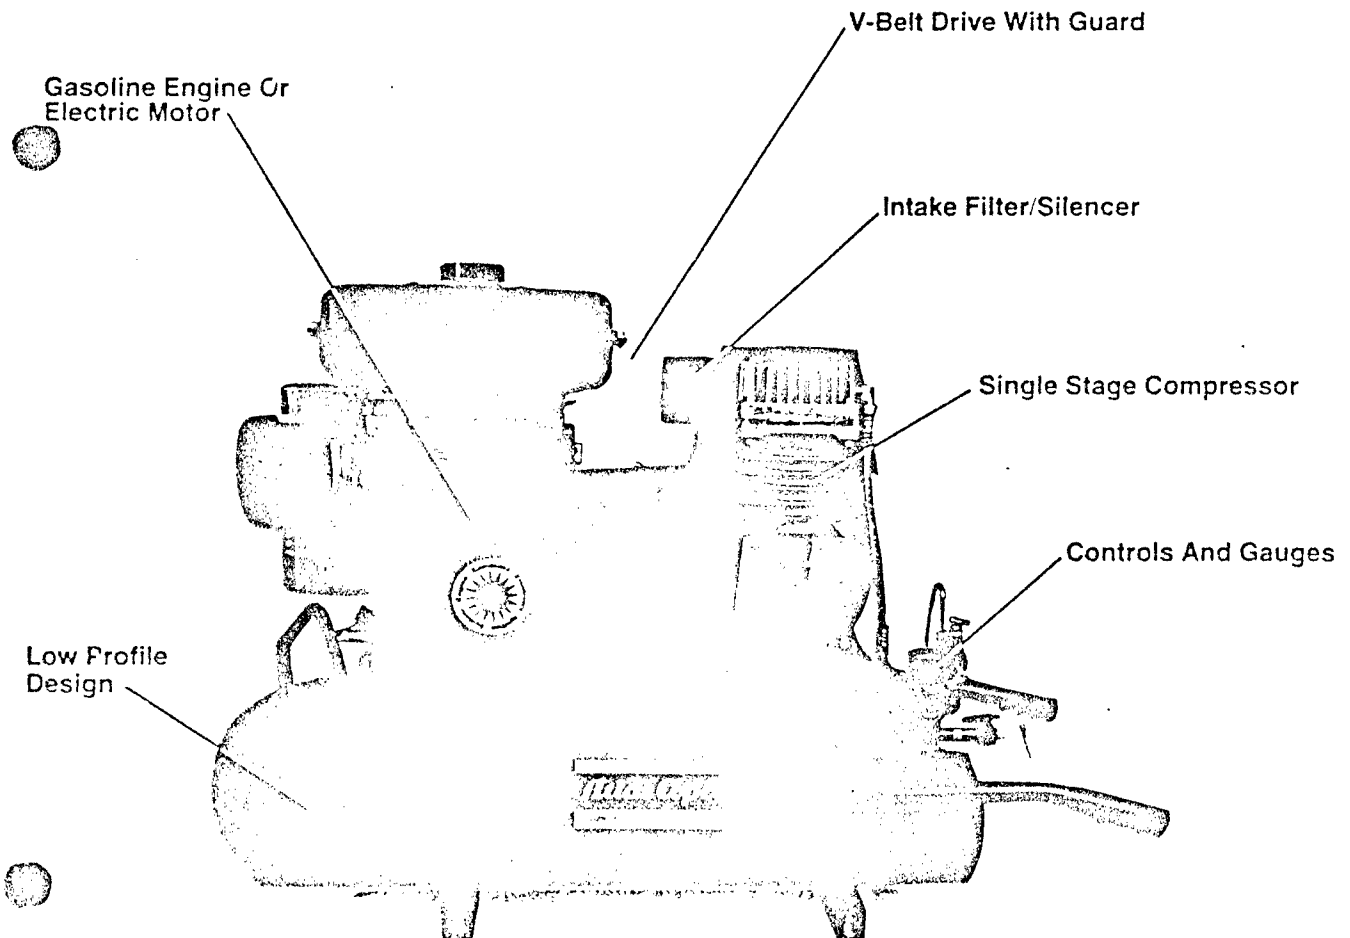 V-Belt Drive With Guard
Gasoline Engine Or
Electric Motor
Intake Filter/Silencer
Single Stage Compressor
Controls And Gauges
Low Profile
Design